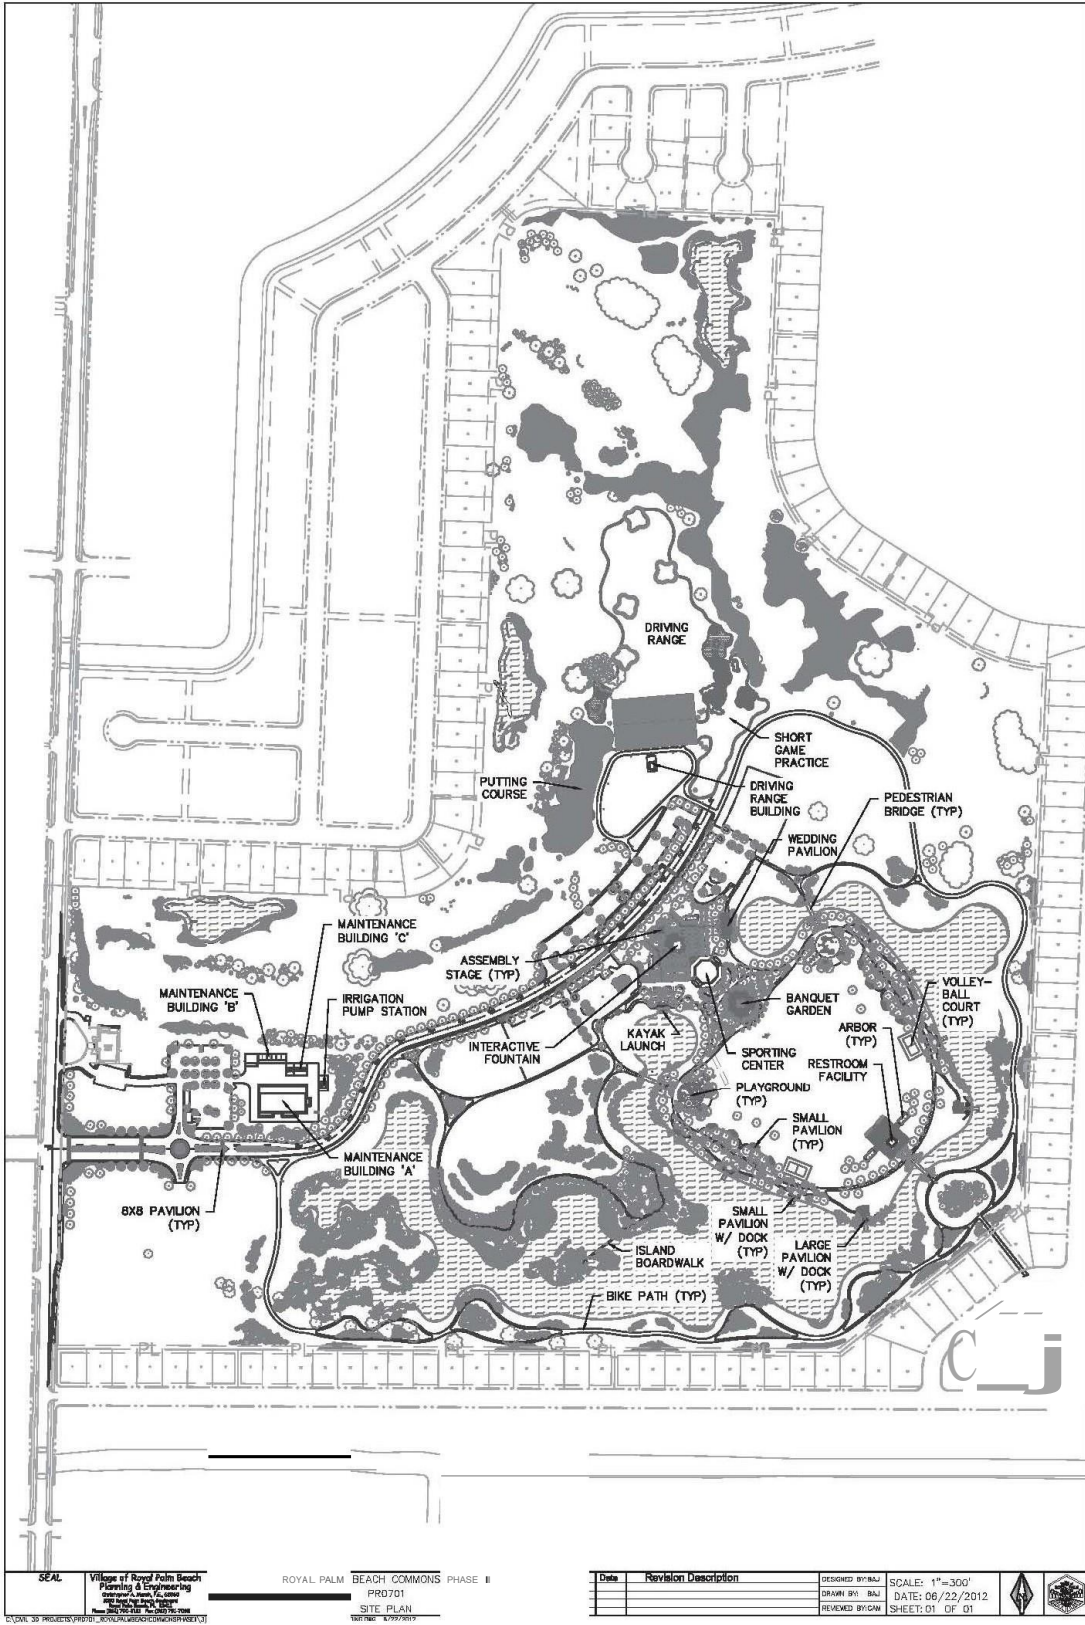 DRIVING
RANGE
SHORT
GAME
PRACTICE
PUTTING
COURSE
DRIVING
RANGE
BUILDING
PEDESTRIAN
BRIDGE (TYP)
WEDDING
PAVILION
MAINTENANCE
BUILDING 'C'
ASSEMBLY
STAGE (TYP)
MAINTENANCE
BUILDING 'B'
IRRIGATION
PUMP STATION
VOLLEY-
BALL
COURT
(TYP)
BANQUET
GARDEN
ARBOR
(TYP)
KAYAK
LAUNCH
INTERACTIVE
FOUNTAIN
SPORTING
CENTER
RESTROOM
FACILITY
PLAYGROUND
(TYP)
SMALL
PAVILION
(TYP)
MAINTENANCE
BUILDING 'A'
8X8 PAVILION
(TYP)
SMALL
PAVILION
W/ DOCK
(TYP)
LARGE
PAVILION
W/ DOCK
(TYP)
ISLAND
BOARDWALK
BIKE PATH (TYP)
C_j
SEAL
Village of Royal Palm Beach
Planning & Engineering
ROYAL PALM BEACH COMMONS PHASE II
PR0701
SITE PLAN
Date Revision Description
DESIGNED BY: BAJ
DRAWN BY: BAJ
REVIEWED BY: CAM
SCALE: 1"=300'
DATE: 06/22/2012
SHEET: 01 OF 01